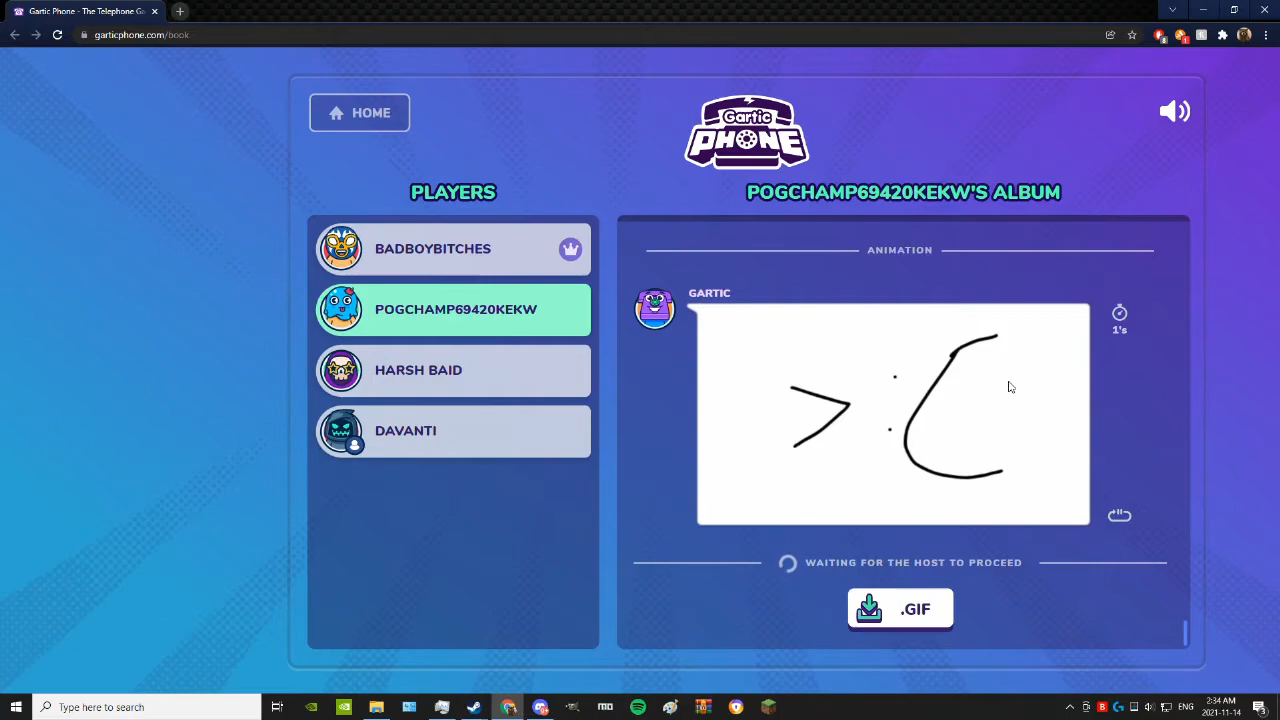 Gartic Phone - The Telephone Ga
garticphone.com/book
HOME
Gartic
PHONE
PLAYERS
BADBOYBITCHES
POGCHAMP69420KEKW
HARSH BAID
DAVANTI
POGCHAMP69420KEKW'S ALBUM
ANIMATION
GARTIC
1's
> : (
WAITING FOR THE HOST TO PROCEED
.GIF
Type here to search
ENG
2:34 AM
2021-11-14